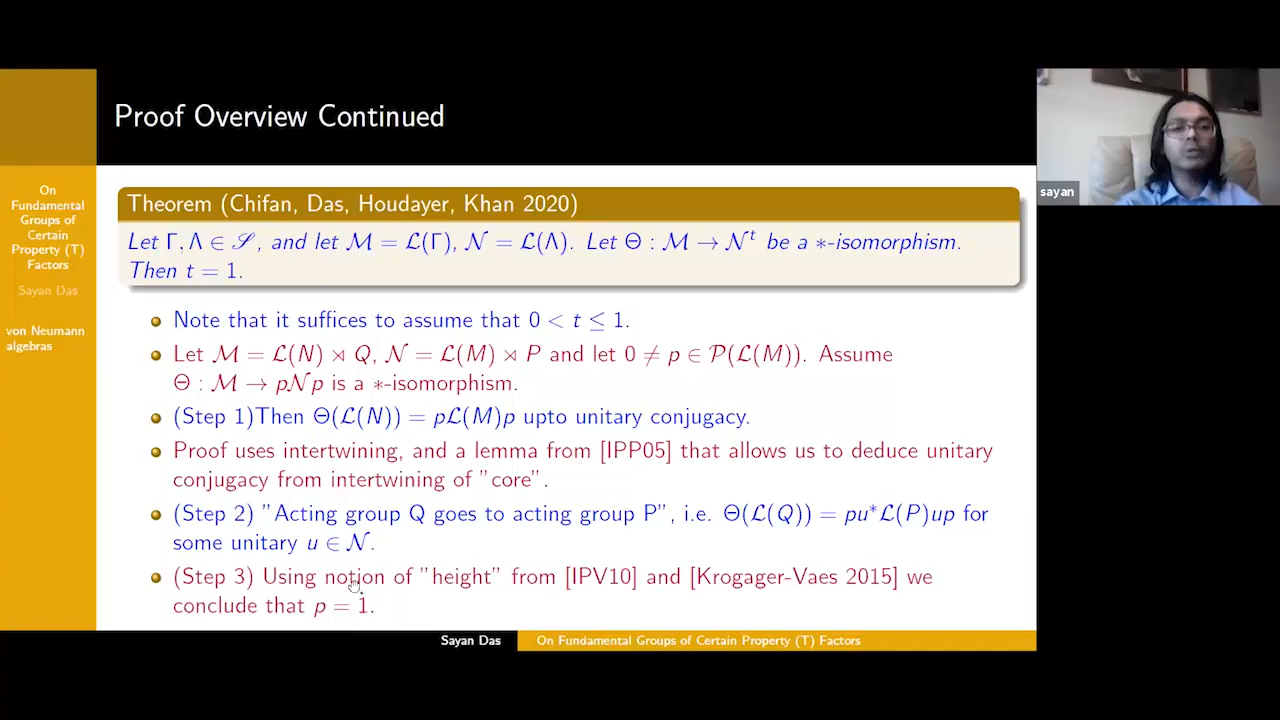 Proof Overview Continued
On
Fundamental
Groups of
Certain
Property (T)
Factors
Sayan Das
von Neumann
algebras
Theorem (Chifan, Das, Houdayer, Khan 2020)
Let Γ, Λ ∈ 𝒮, and let ℳ = ℒ(Γ), 𝒩 = ℒ(Λ). Let Θ : ℳ → 𝒩ᵗ be a ∗-isomorphism.
Then t = 1.
Note that it suffices to assume that 0 < t ≤ 1.
Let ℳ = ℒ(N) ⋊ Q, 𝒩 = ℒ(M) ⋊ P and let 0 ≠ p ∈ 𝒫(ℒ(M)). Assume
Θ : ℳ → p𝒩p is a ∗-isomorphism.
(Step 1)Then Θ(ℒ(N)) = pℒ(M)p upto unitary conjugacy.
Proof uses intertwining, and a lemma from [IPP05] that allows us to deduce unitary
conjugacy from intertwining of ”core”.
(Step 2) ”Acting group Q goes to acting group P”, i.e. Θ(ℒ(Q)) = pu*ℒ(P)up for
some unitary u ∈ 𝒩.
(Step 3) Using notion of ”height” from [IPV10] and [Krogager-Vaes 2015] we
conclude that p = 1.
Sayan Das
On Fundamental Groups of Certain Property (T) Factors
sayan